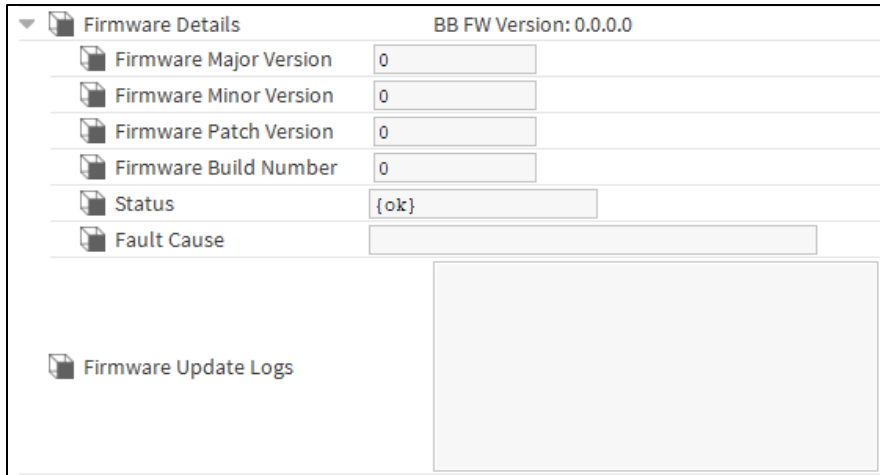 Firmware Details BB FW Version: 0.0.0.0
Firmware Major Version 0
Firmware Minor Version 0
Firmware Patch Version 0
Firmware Build Number 0
Status {ok}
Fault Cause
Firmware Update Logs